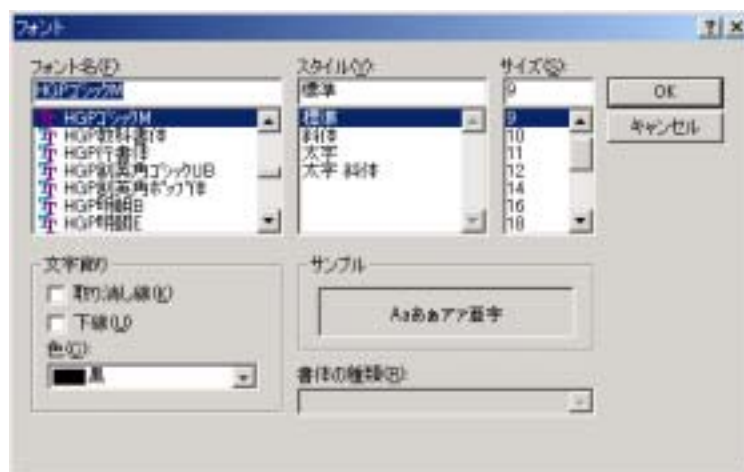 フォント
フォント名(F):
HGPゴシックM
HGPゴシックM
HGP教科書体
HGP行書体
HGP創英角ゴシックUB
HGP創英角ポップ体
HGP明朝B
HGP明朝E
スタイル(Y):
標準
標準
斜体
太字
太字 斜体
サイズ(S):
9
9
10
11
12
14
16
18
OK
キャンセル
文字飾り
取り消し線(K)
下線(U)
色(C):
黒
サンプル
Aaあぁアァ亜宇
書体の種類(R):